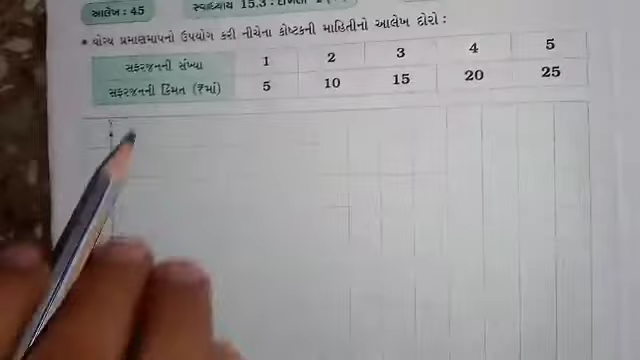 આલેખ : 45
સ્વાધ્યાય 15.3 :
* યોગ્ય પ્રમાણમાપનો ઉપયોગ કરી નીચેના કોષ્ટકની માહિતીનો આલેખ દોરો :
સફરજનની સંખ્યા 1 2 3 4 5
સફરજનની કિંમત (₹માં) 5 10 15 20 25